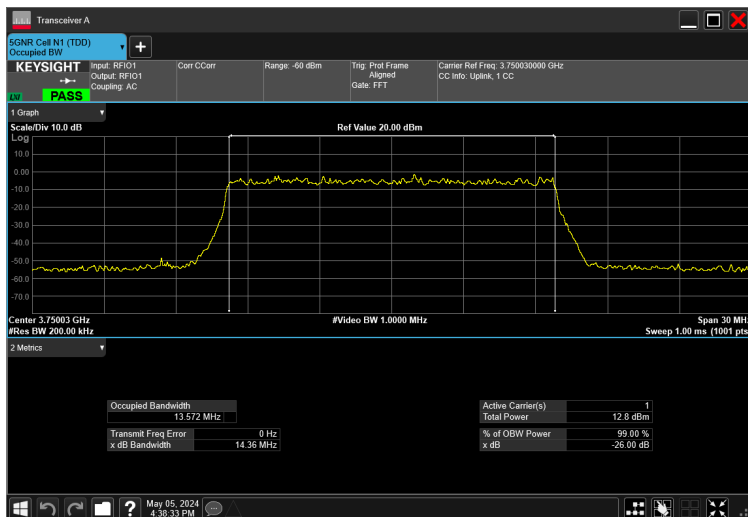 Transceiver A
5GNR Cell N1 (TDD)
Occupied BW
KEYSIGHT
LXI
PASS
Input: RFIO1
Output: RFIO1
Coupling: AC
Corr CCorr
Range: -60 dBm
Trig: Prot Frame
Aligned
Gate: FFT
Carrier Ref Freq: 3.750030000 GHz
CC Info: Uplink, 1 CC
1 Graph
Scale/Div 10.0 dB
Ref Value 20.00 dBm
Log
10.0
0.00
-10.0
-20.0
-30.0
-40.0
-50.0
-60.0
-70.0
Center 3.75003 GHz
#Video BW 1.0000 MHz
Span 30 MH
#Res BW 200.00 kHz
Sweep 1.00 ms (1001 pts
2 Metrics
Occupied Bandwidth
13.572 MHz
Transmit Freq Error 0 Hz
x dB Bandwidth 14.36 MHz
Active Carrier(s) 1
Total Power 12.8 dBm
% of OBW Power 99.00 %
x dB -26.00 dB
May 05, 2024
4:38:33 PM